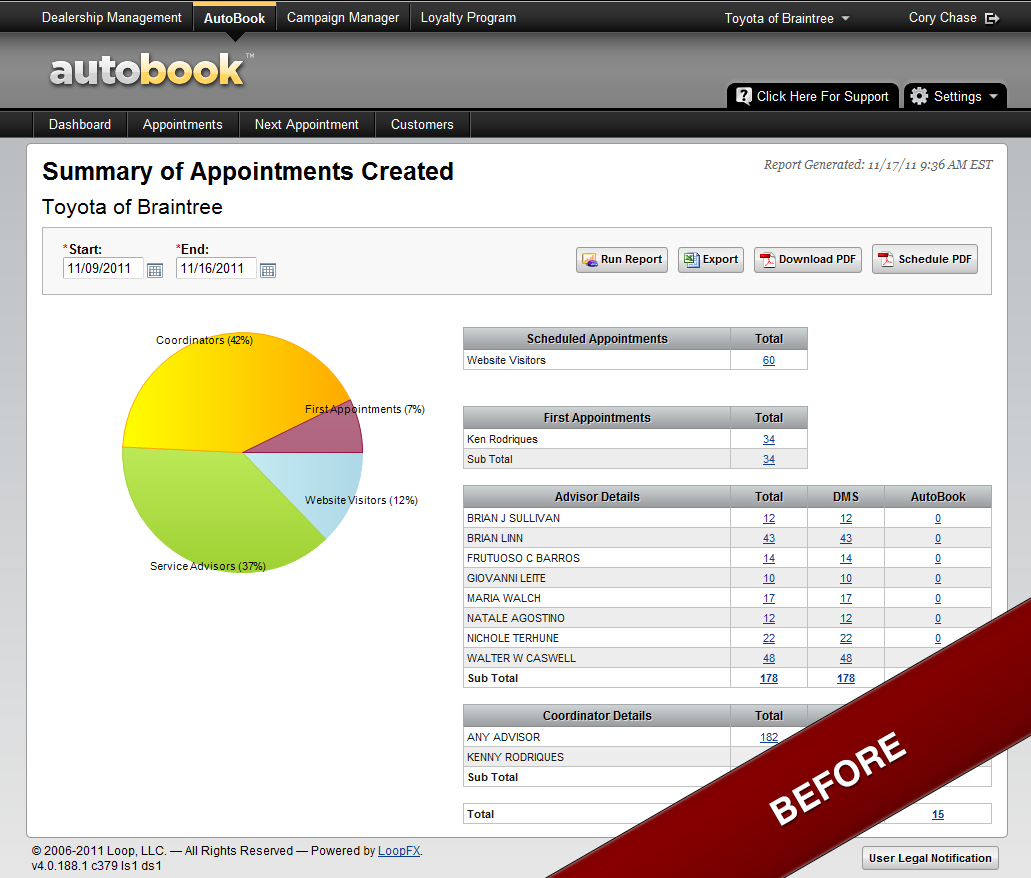 Dealership Management AutoBook Campaign Manager Loyalty Program Toyota of Braintree Cory Chase
autobook™
? Click Here For Support Settings
Dashboard Appointments Next Appointment Customers
Summary of Appointments Created
Report Generated: 11/17/11 9:36 AM EST
Toyota of Braintree
*Start: *End:
11/09/2011 11/16/2011 Run Report Export Download PDF Schedule PDF
Coordinators (42%)
First Appointments (7%)
Website Visitors (12%)
Service Advisors (37%)
Scheduled Appointments Total
Website Visitors 60
First Appointments Total
Ken Rodriques 34
Sub Total 34
Advisor Details Total DMS AutoBook
BRIAN J SULLIVAN 12 12 0
BRIAN LINN 43 43 0
FRUTUOSO C BARROS 14 14 0
GIOVANNI LEITE 10 10 0
MARIA WALCH 17 17 0
NATALE AGOSTINO 12 12 0
NICHOLE TERHUNE 22 22 0
WALTER W CASWELL 48 48
Sub Total 178 178
Coordinator Details Total
ANY ADVISOR 182
KENNY RODRIQUES
Sub Total
Total 15
BEFORE
© 2006-2011 Loop, LLC. — All Rights Reserved — Powered by LoopFX.
v4.0.188.1 c379 ls1 ds1
User Legal Notification